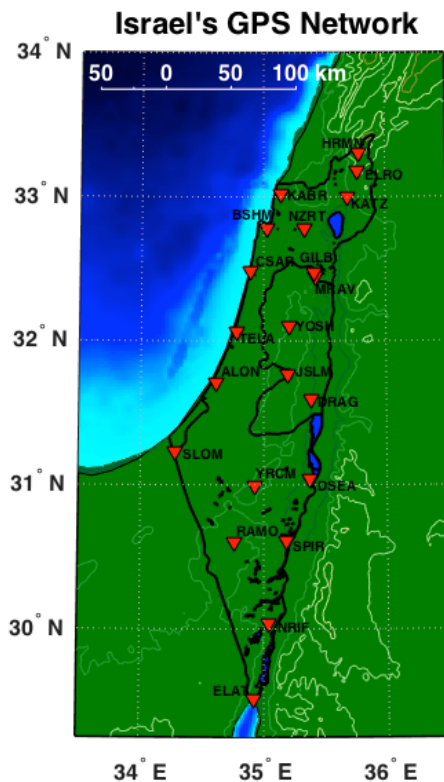 Israel's GPS Network
34° N
50 0 50 100 km
HRMN
ELRO
33° N
KABR
KATZ
BSHM
NZRT
CSAR
GILB
MRAV
YOSH
32° N
TELA
ALON
JSLM
DRAG
SLOM
31° N
YRCM
DSEA
RAMO
SPIR
30° N
NRIF
ELAT
34° E 35° E 36° E